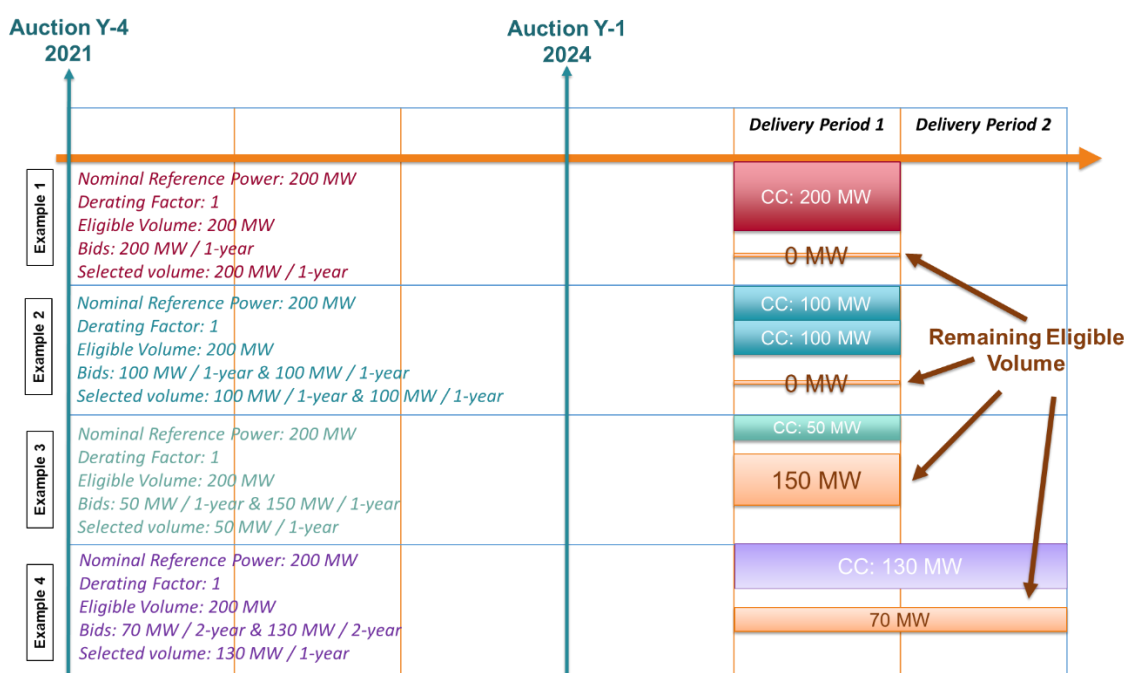 Auction Y-4
2021
Auction Y-1
2024
Delivery Period 1
Delivery Period 2
Example 1
Nominal Reference Power: 200 MW
Derating Factor: 1
Eligible Volume: 200 MW
Bids: 200 MW / 1-year
Selected volume: 200 MW / 1-year
CC: 200 MW
0 MW
Example 2
Nominal Reference Power: 200 MW
Derating Factor: 1
Eligible Volume: 200 MW
Bids: 100 MW / 1-year & 100 MW / 1-year
Selected volume: 100 MW / 1-year & 100 MW / 1-year
CC: 100 MW
CC: 100 MW
0 MW
Remaining Eligible
Volume
Example 3
Nominal Reference Power: 200 MW
Derating Factor: 1
Eligible Volume: 200 MW
Bids: 50 MW / 1-year & 150 MW / 1-year
Selected volume: 50 MW / 1-year
CC: 50 MW
150 MW
Example 4
Nominal Reference Power: 200 MW
Derating Factor: 1
Eligible Volume: 200 MW
Bids: 70 MW / 2-year & 130 MW / 2-year
Selected volume: 130 MW / 1-year
CC: 130 MW
70 MW